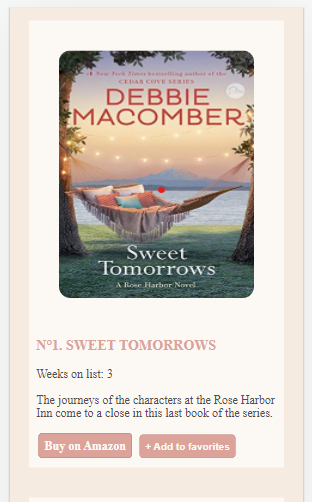 #1 New York Times bestselling author of the
CEDAR COVE SERIES
DEBBIE
MACOMBER
Sweet
Tomorrows
A Rose Harbor Novel
N°1. SWEET TOMORROWS
Weeks on list: 3
The journeys of the characters at the Rose Harbor
Inn come to a close in this last book of the series.
Buy on Amazon
+ Add to favorites